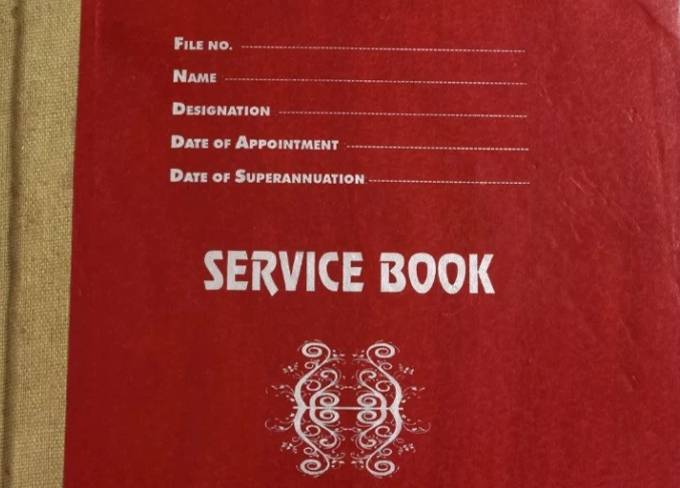 FILE NO. ----------------------------------------
NAME ----------------------------------------
DESIGNATION ----------------------------------------
DATE OF APPOINTMENT ------------------------------
DATE OF SUPERANNUATION --------------------------
SERVICE BOOK